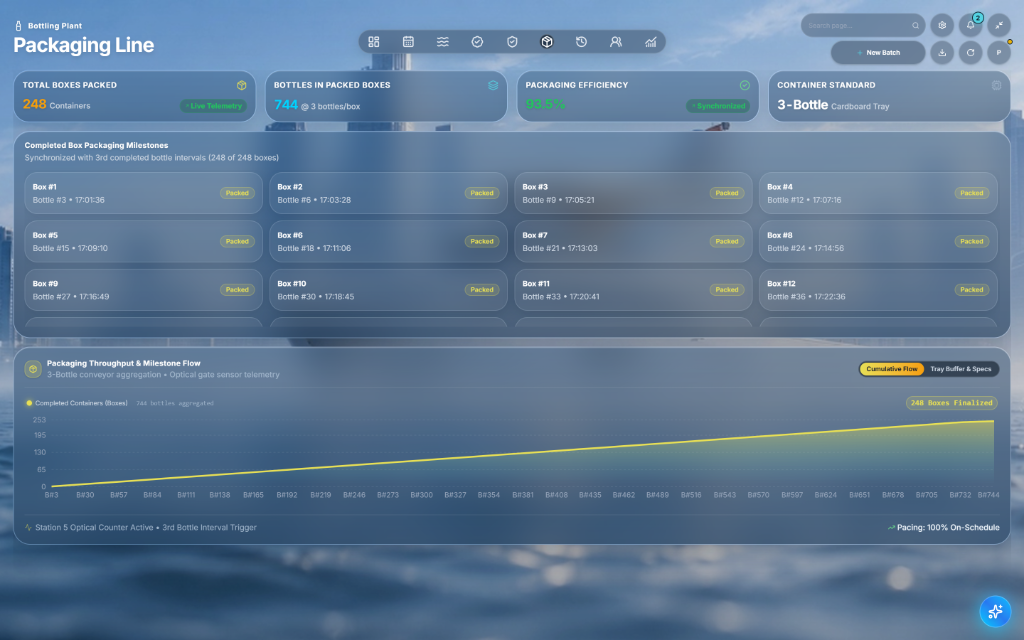 Bottling Plant
Packaging Line
Search page...
2
New Batch
P
TOTAL BOXES PACKED
248 Containers
• Live Telemetry
BOTTLES IN PACKED BOXES
744 @ 3 bottles/box
PACKAGING EFFICIENCY
93.5%
• Synchronized
CONTAINER STANDARD
3-Bottle Cardboard Tray
Completed Box Packaging Milestones
Synchronized with 3rd completed bottle intervals (248 of 248 boxes)
Box #1
Bottle #3 • 17:01:36
Packed
Box #2
Bottle #6 • 17:03:28
Packed
Box #3
Bottle #9 • 17:05:21
Packed
Box #4
Bottle #12 • 17:07:16
Packed
Box #5
Bottle #15 • 17:09:10
Packed
Box #6
Bottle #18 • 17:11:06
Packed
Box #7
Bottle #21 • 17:13:03
Packed
Box #8
Bottle #24 • 17:14:56
Packed
Box #9
Bottle #27 • 17:16:49
Packed
Box #10
Bottle #30 • 17:18:45
Packed
Box #11
Bottle #33 • 17:20:41
Packed
Box #12
Bottle #36 • 17:22:36
Packed
Packaging Throughput & Milestone Flow
3-Bottle conveyor aggregation • Optical gate sensor telemetry
Cumulative Flow
Tray Buffer & Specs
Completed Containers (Boxes)
744 bottles aggregated
248 Boxes Finalized
253
195
130
65
0
B#3 B#30 B#57 B#84 B#111 B#138 B#165 B#192 B#219 B#246 B#273 B#300 B#327 B#354 B#381 B#408 B#435 B#462 B#489 B#516 B#543 B#570 B#597 B#624 B#651 B#678 B#705 B#732 B#744
Station 5 Optical Counter Active • 3rd Bottle Interval Trigger
Pacing: 100% On-Schedule